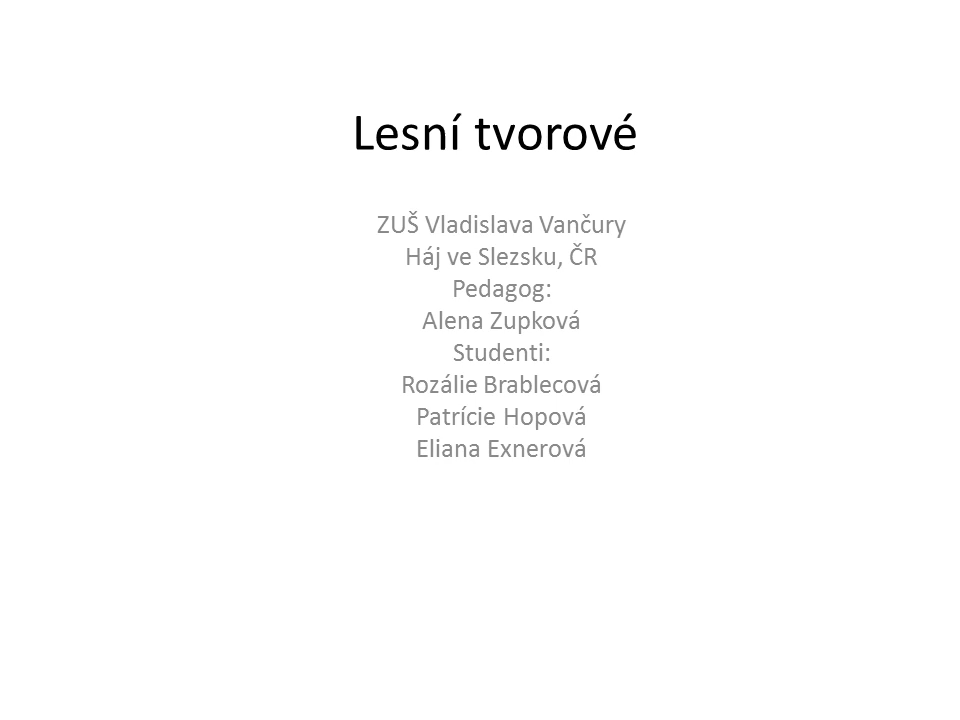 Lesní tvorové
ZUŠ Vladislava Vančury
Háj ve Slezsku, ČR
Pedagog:
Alena Zupková
Studenti:
Rozálie Brablecová
Patrície Hopová
Eliana Exnerová